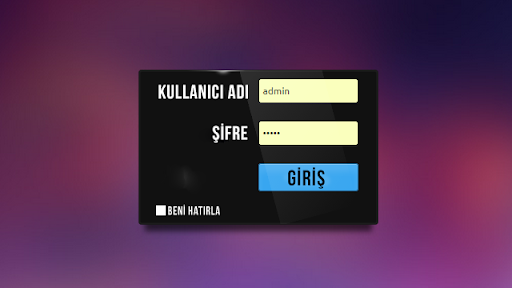 KULLANICI ADI
admin
ŞİFRE
•••••
GİRİŞ
BENİ HATIRLA